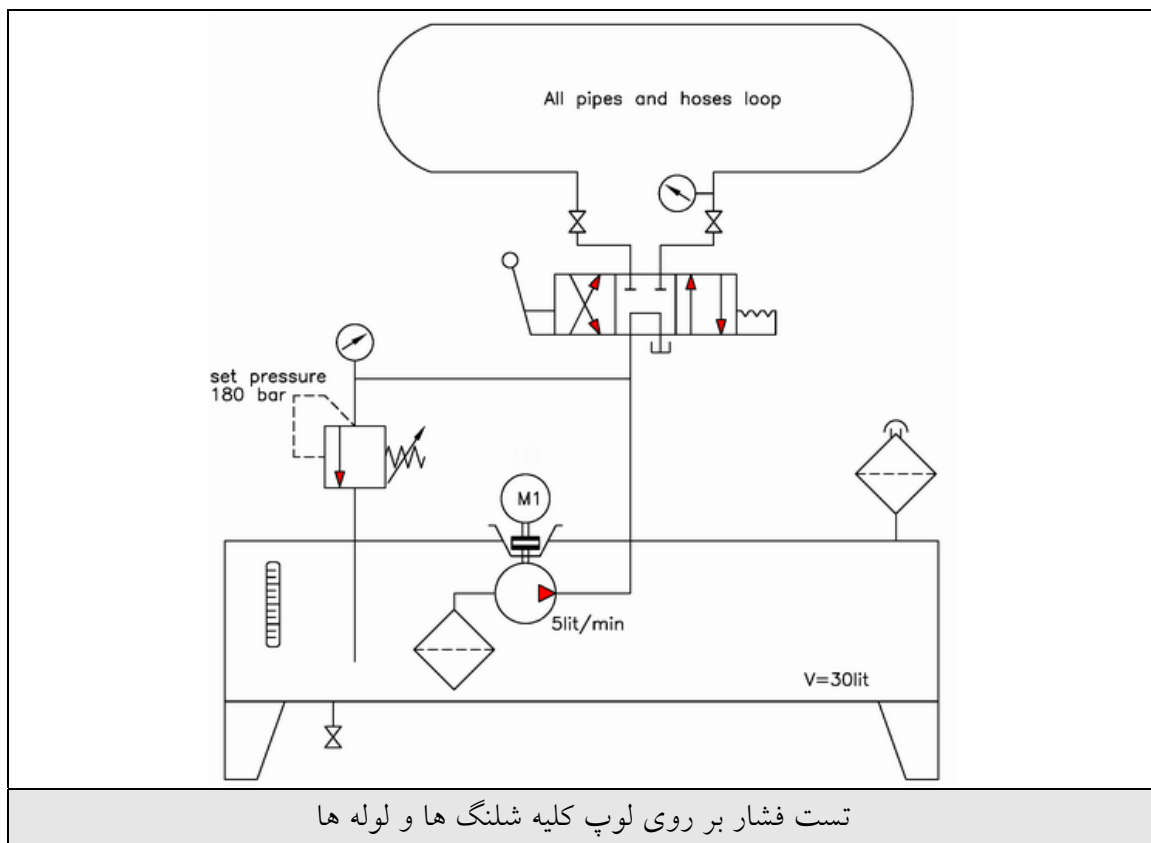 All pipes and hoses loop
set pressure
180 bar
M1
5lit/min
V=30lit
تست فشار بر روی لوپ کلیه شلنگ ها و لوله ها